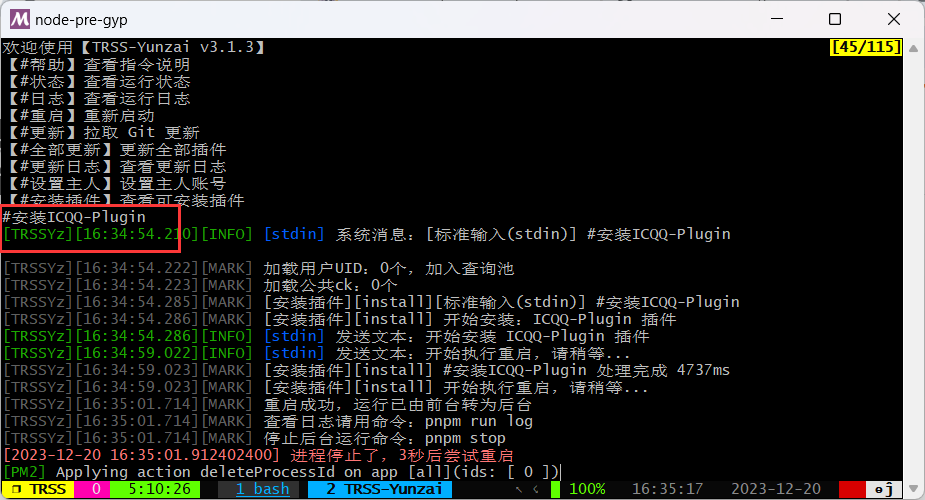 node-pre-gyp
欢迎使用【TRSS-Yunzai v3.1.3】 [45/115]
【#帮助】查看指令说明
【#状态】查看运行状态
【#日志】查看运行日志
【#重启】重新启动
【#更新】拉取 Git 更新
【#全部更新】更新全部插件
【#更新日志】查看更新日志
【#设置主人】设置主人账号
【#安装插件】查看可安装插件
#安装ICQQ-Plugin
[TRSSYz][16:34:54.210][INFO] [stdin] 系统消息：[标准输入(stdin)] #安装ICQQ-Plugin
[TRSSYz][16:34:54.222][MARK] 加载用户UID：0个，加入查询池
[TRSSYz][16:34:54.223][MARK] 加载公共ck：0个
[TRSSYz][16:34:54.285][MARK] [安装插件][install][标准输入(stdin)] #安装ICQQ-Plugin
[TRSSYz][16:34:54.286][MARK] [安装插件][install] 开始安装：ICQQ-Plugin 插件
[TRSSYz][16:34:54.286][INFO] [stdin] 发送文本：开始安装 ICQQ-Plugin 插件
[TRSSYz][16:34:59.022][INFO] [stdin] 发送文本：开始执行重启，请稍等...
[TRSSYz][16:34:59.023][MARK] [安装插件][install] #安装ICQQ-Plugin 处理完成 4737ms
[TRSSYz][16:34:59.023][MARK] [安装插件][install] 开始执行重启，请稍等...
[TRSSYz][16:35:01.714][MARK] 重启成功，运行已由前台转为后台
[TRSSYz][16:35:01.714][MARK] 查看日志请用命令：pnpm run log
[TRSSYz][16:35:01.714][MARK] 停止后台运行命令：pnpm stop
[2023-12-20 16:35:01.912402400] 进程停止了，3秒后尝试重启
[PM2] Applying action deleteProcessId on app [all](ids: [ 0 ])
TRSS 0 5:10:26 1 bash 2 TRSS-Yunzai 100% 16:35:17 2023-12-20